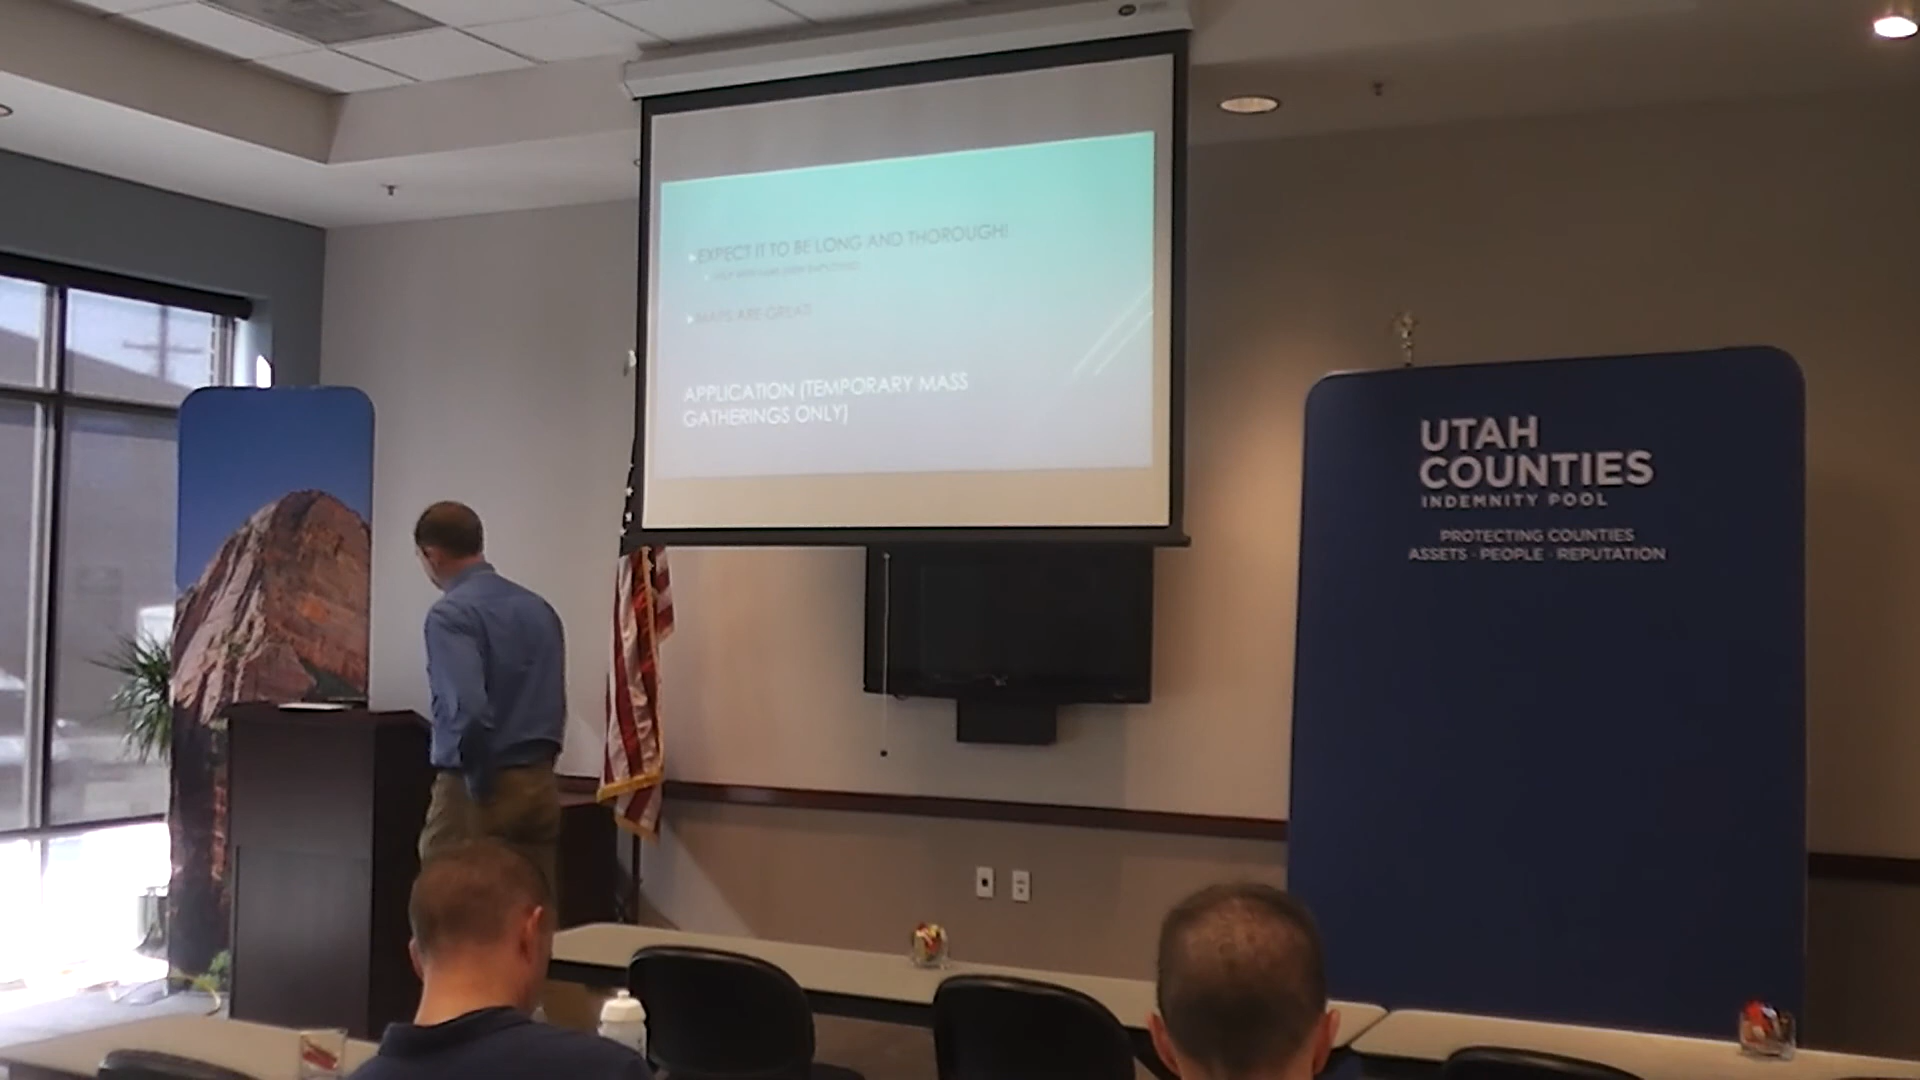 EXPECT IT TO BE LONG AND THOROUGH!
MAPS ARE GREAT
APPLICATION (TEMPORARY MASS
GATHERINGS ONLY)
UTAH
COUNTIES
INDEMNITY POOL
PROTECTING COUNTIES
ASSETS · PEOPLE · REPUTATION